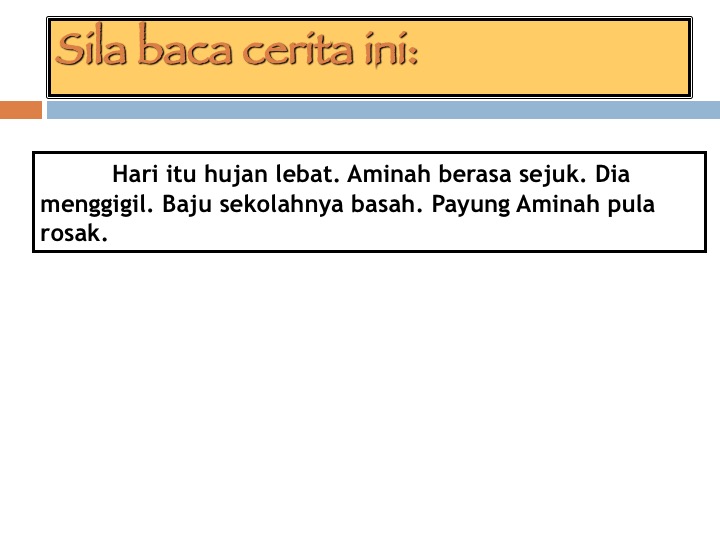 Sila baca cerita ini:
Hari itu hujan lebat. Aminah berasa sejuk. Dia
menggigil. Baju sekolahnya basah. Payung Aminah pula
rosak.